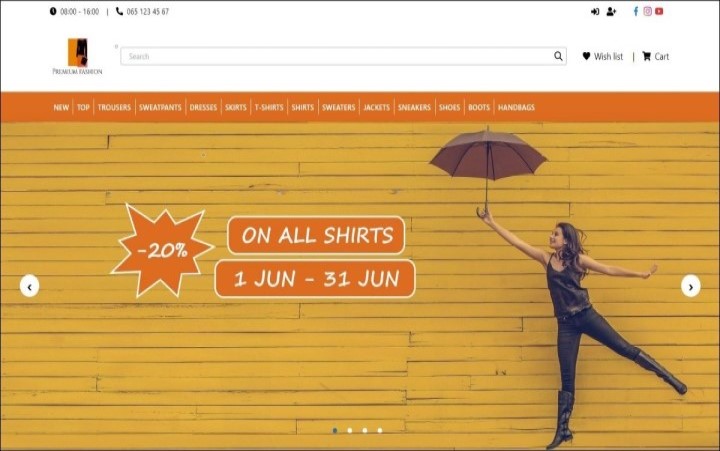 08:00 - 16:00 | 065 123 45 67
PREMIUM FASHION
Search
Wish list | Cart
NEW | TOP | TROUSERS | SWEATPANTS | DRESSES | SKIRTS | T-SHIRTS | SHIRTS | SWEATERS | JACKETS | SNEAKERS | SHOES | BOOTS | HANDBAGS
-20%
ON ALL SHIRTS
1 JUN - 31 JUN